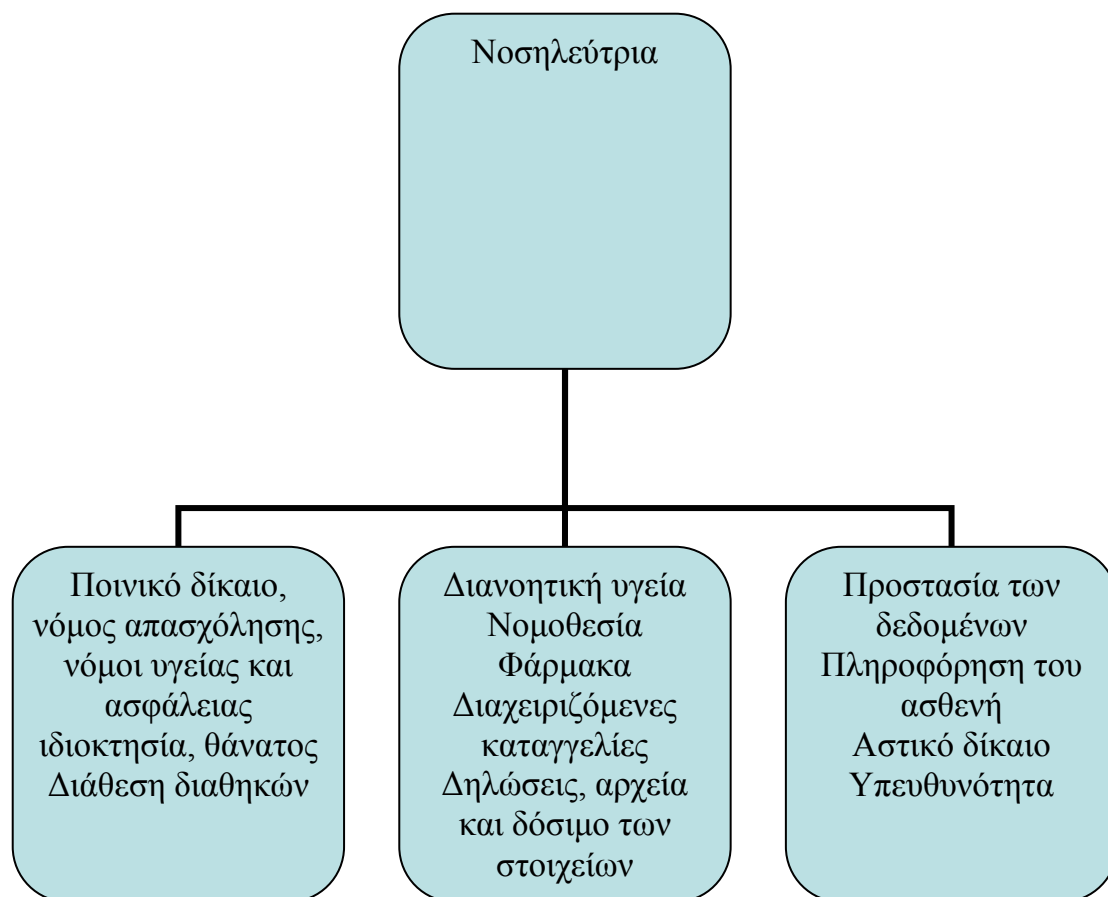 Νοσηλεύτρια
Ποινικό δίκαιο,
νόμος απασχόλησης,
νόμοι υγείας και
ασφάλειας
ιδιοκτησία, θάνατος
Διάθεση διαθηκών
Διανοητική υγεία
Νομοθεσία
Φάρμακα
Διαχειριζόμενες
καταγγελίες
Δηλώσεις, αρχεία
και δόσιμο των
στοιχείων
Προστασία των
δεδομένων
Πληροφόρηση του
ασθενή
Αστικό δίκαιο
Υπευθυνότητα